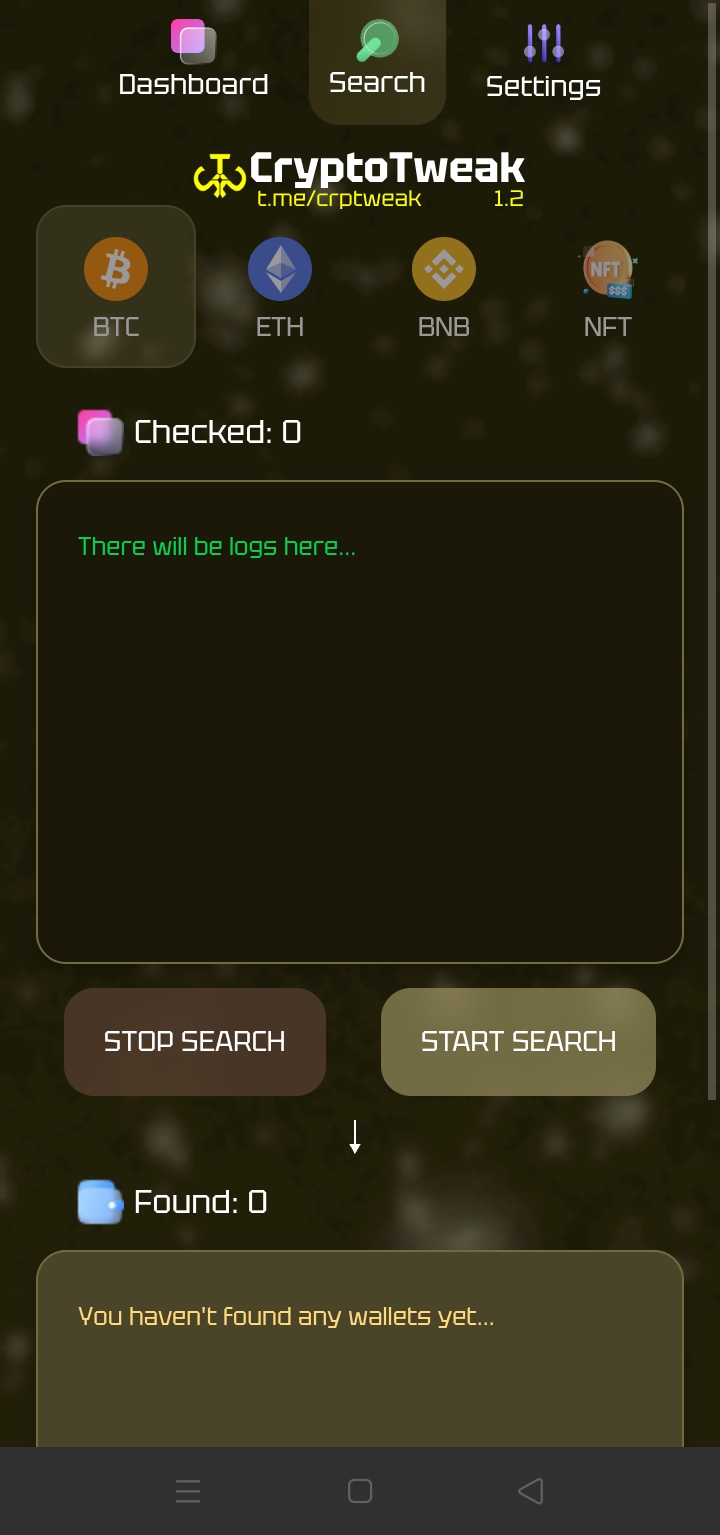 Dashboard Search Settings
CryptoTweak
t.me/crptweak 1.2
BTC ETH BNB NFT
Checked: 0
There will be logs here...
STOP SEARCH START SEARCH
Found: 0
You haven't found any wallets yet...